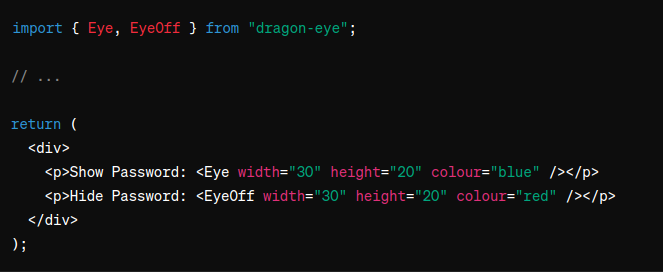 import { Eye, EyeOff } from "dragon-eye";
// ...
return (
<div>
<p>Show Password: <Eye width="30" height="20" colour="blue" /></p>
<p>Hide Password: <EyeOff width="30" height="20" colour="red" /></p>
</div>
);